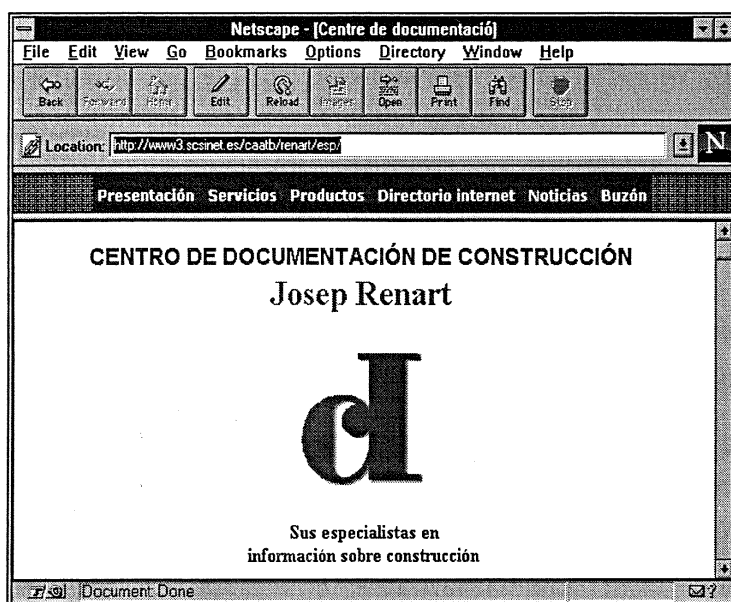 Netscape - [Centre de documentació]
File Edit View Go Bookmarks Options Directory Window Help
Back Forward Home Edit Reload Images Open Print Find Stop
Location: http://www3.scsinet.es/caatb/renart/esp/
N
Presentación Servicios Productos Directorio internet Noticias Buzón
CENTRO DE DOCUMENTACIÓN DE CONSTRUCCIÓN
Josep Renart
cd
Sus especialistas en
información sobre construcción
Document: Done
?